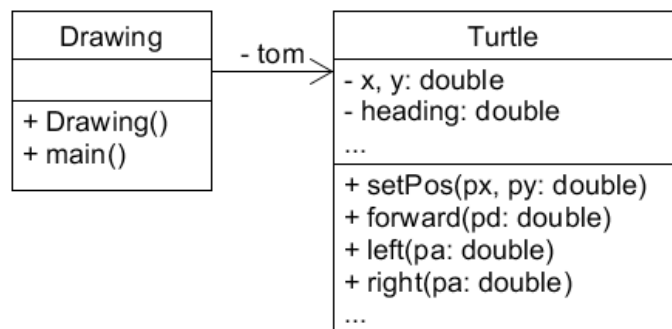 Drawing
+ Drawing()
+ main()
- tom
Turtle
- x, y: double
- heading: double
...
+ setPos(px, py: double)
+ forward(pd: double)
+ left(pa: double)
+ right(pa: double)
...